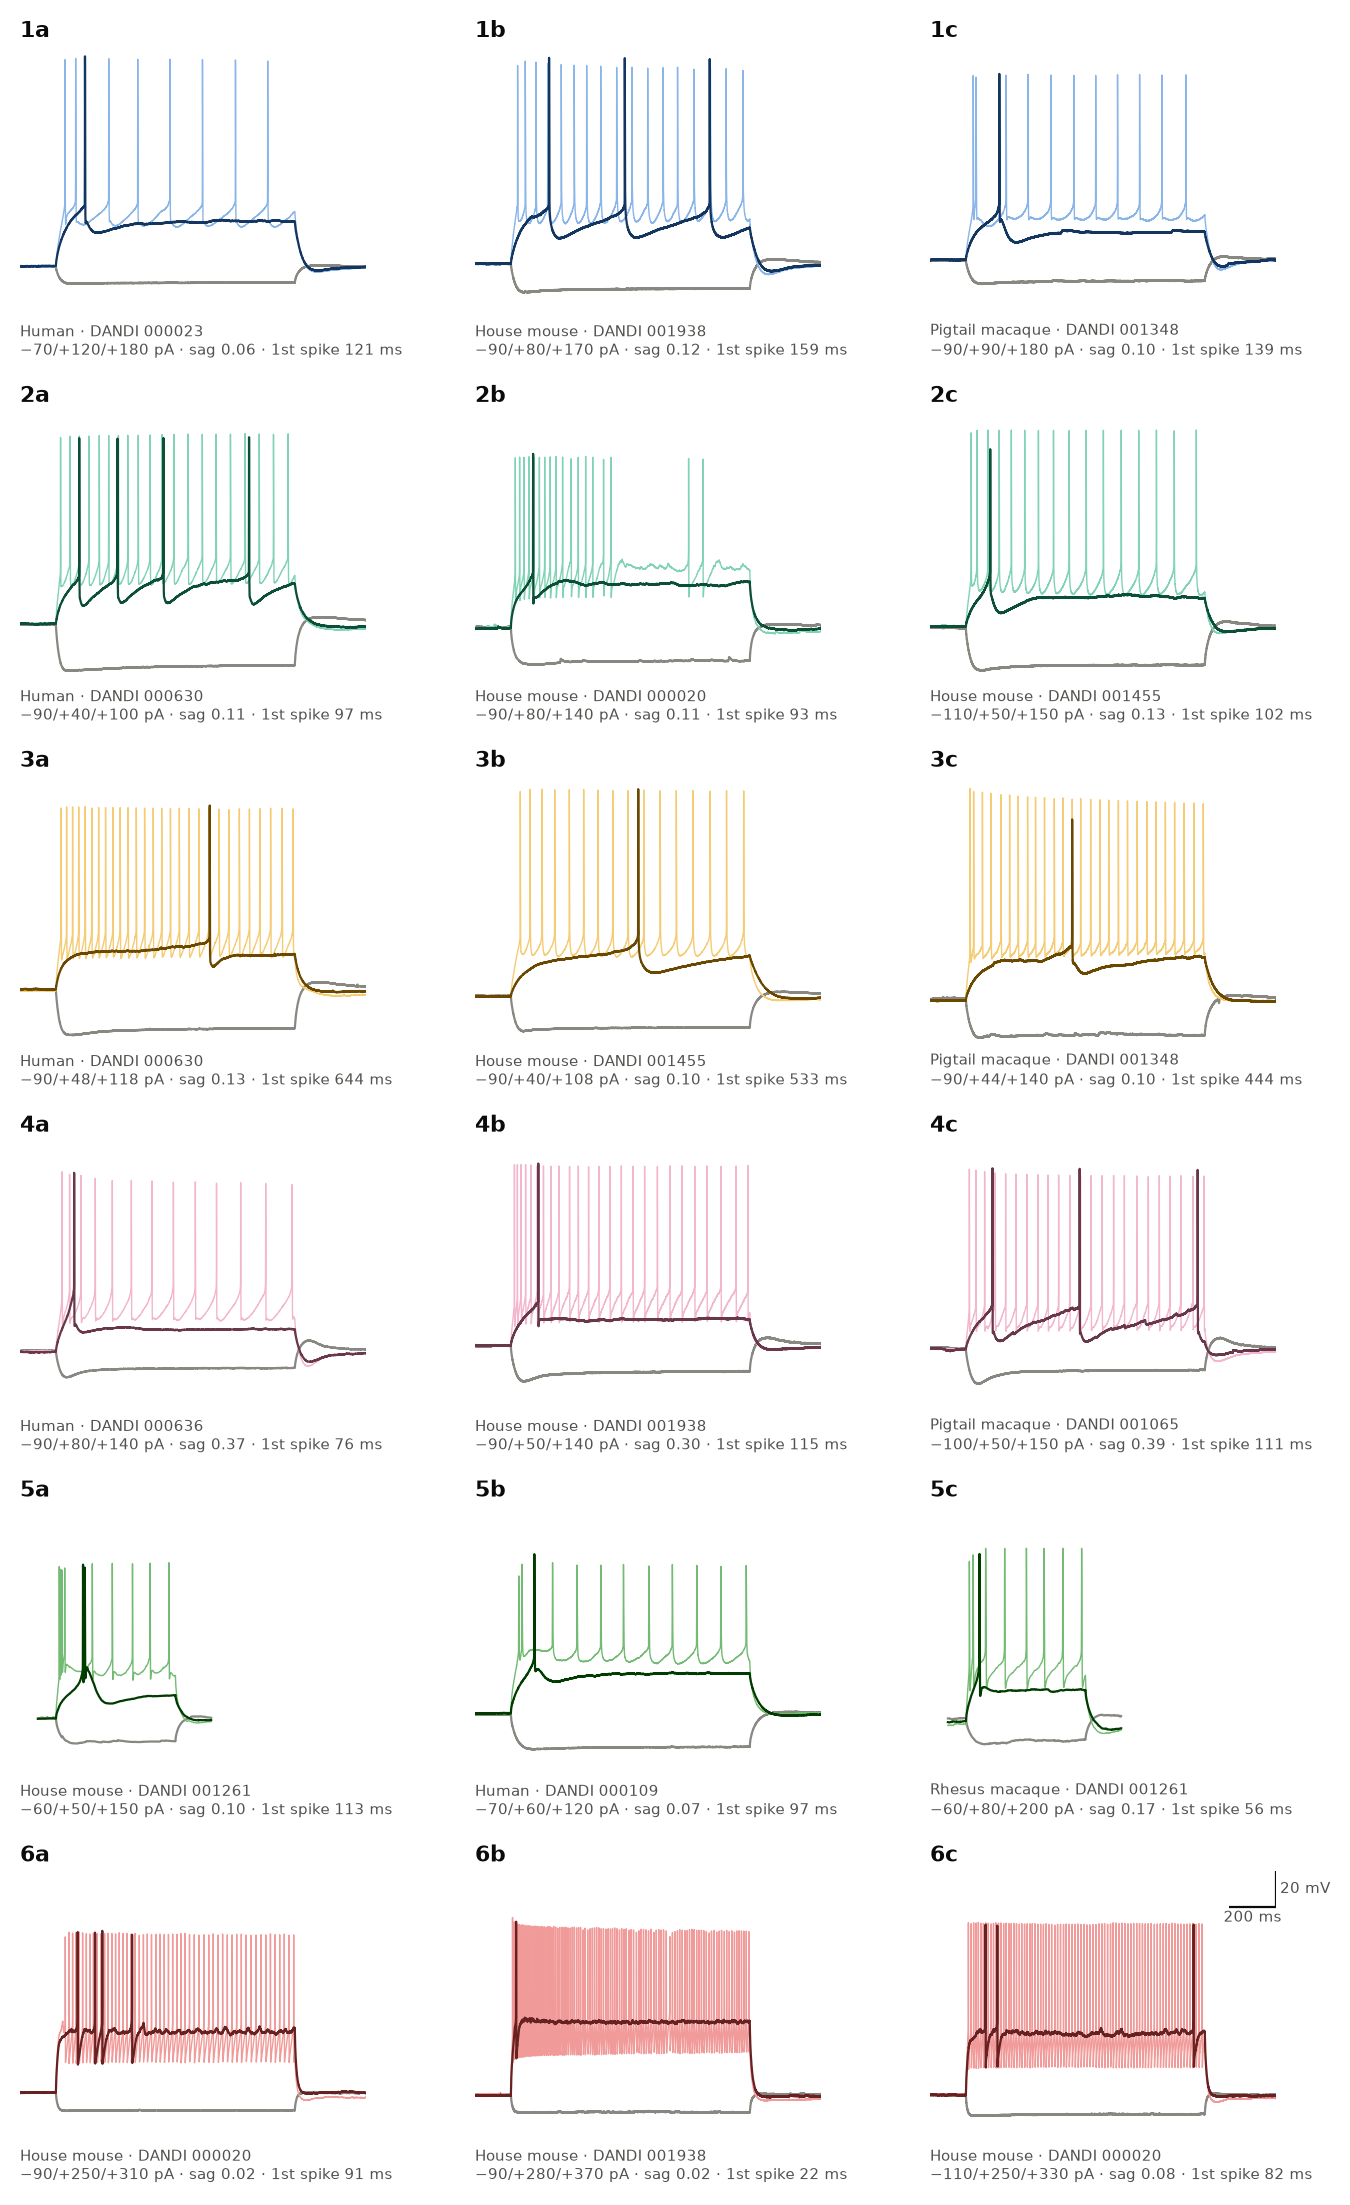 1a
1b
1c
Human · DANDI 000023
−70/+120/+180 pA · sag 0.06 · 1st spike 121 ms
House mouse · DANDI 001938
−90/+80/+170 pA · sag 0.12 · 1st spike 159 ms
Pigtail macaque · DANDI 001348
−90/+90/+180 pA · sag 0.10 · 1st spike 139 ms
2a
2b
2c
Human · DANDI 000630
−90/+40/+100 pA · sag 0.11 · 1st spike 97 ms
House mouse · DANDI 000020
−90/+80/+140 pA · sag 0.11 · 1st spike 93 ms
House mouse · DANDI 001455
−110/+50/+150 pA · sag 0.13 · 1st spike 102 ms
3a
3b
3c
Human · DANDI 000630
−90/+48/+118 pA · sag 0.13 · 1st spike 644 ms
House mouse · DANDI 001455
−90/+40/+108 pA · sag 0.10 · 1st spike 533 ms
Pigtail macaque · DANDI 001348
−90/+44/+140 pA · sag 0.10 · 1st spike 444 ms
4a
4b
4c
Human · DANDI 000636
−90/+80/+140 pA · sag 0.37 · 1st spike 76 ms
House mouse · DANDI 001938
−90/+50/+140 pA · sag 0.30 · 1st spike 115 ms
Pigtail macaque · DANDI 001065
−100/+50/+150 pA · sag 0.39 · 1st spike 111 ms
5a
5b
5c
House mouse · DANDI 001261
−60/+50/+150 pA · sag 0.10 · 1st spike 113 ms
Human · DANDI 000109
−70/+60/+120 pA · sag 0.07 · 1st spike 97 ms
Rhesus macaque · DANDI 001261
−60/+80/+200 pA · sag 0.17 · 1st spike 56 ms
6a
6b
6c
20 mV
200 ms
House mouse · DANDI 000020
−90/+250/+310 pA · sag 0.02 · 1st spike 91 ms
House mouse · DANDI 001938
−90/+280/+370 pA · sag 0.02 · 1st spike 22 ms
House mouse · DANDI 000020
−110/+250/+330 pA · sag 0.08 · 1st spike 82 ms